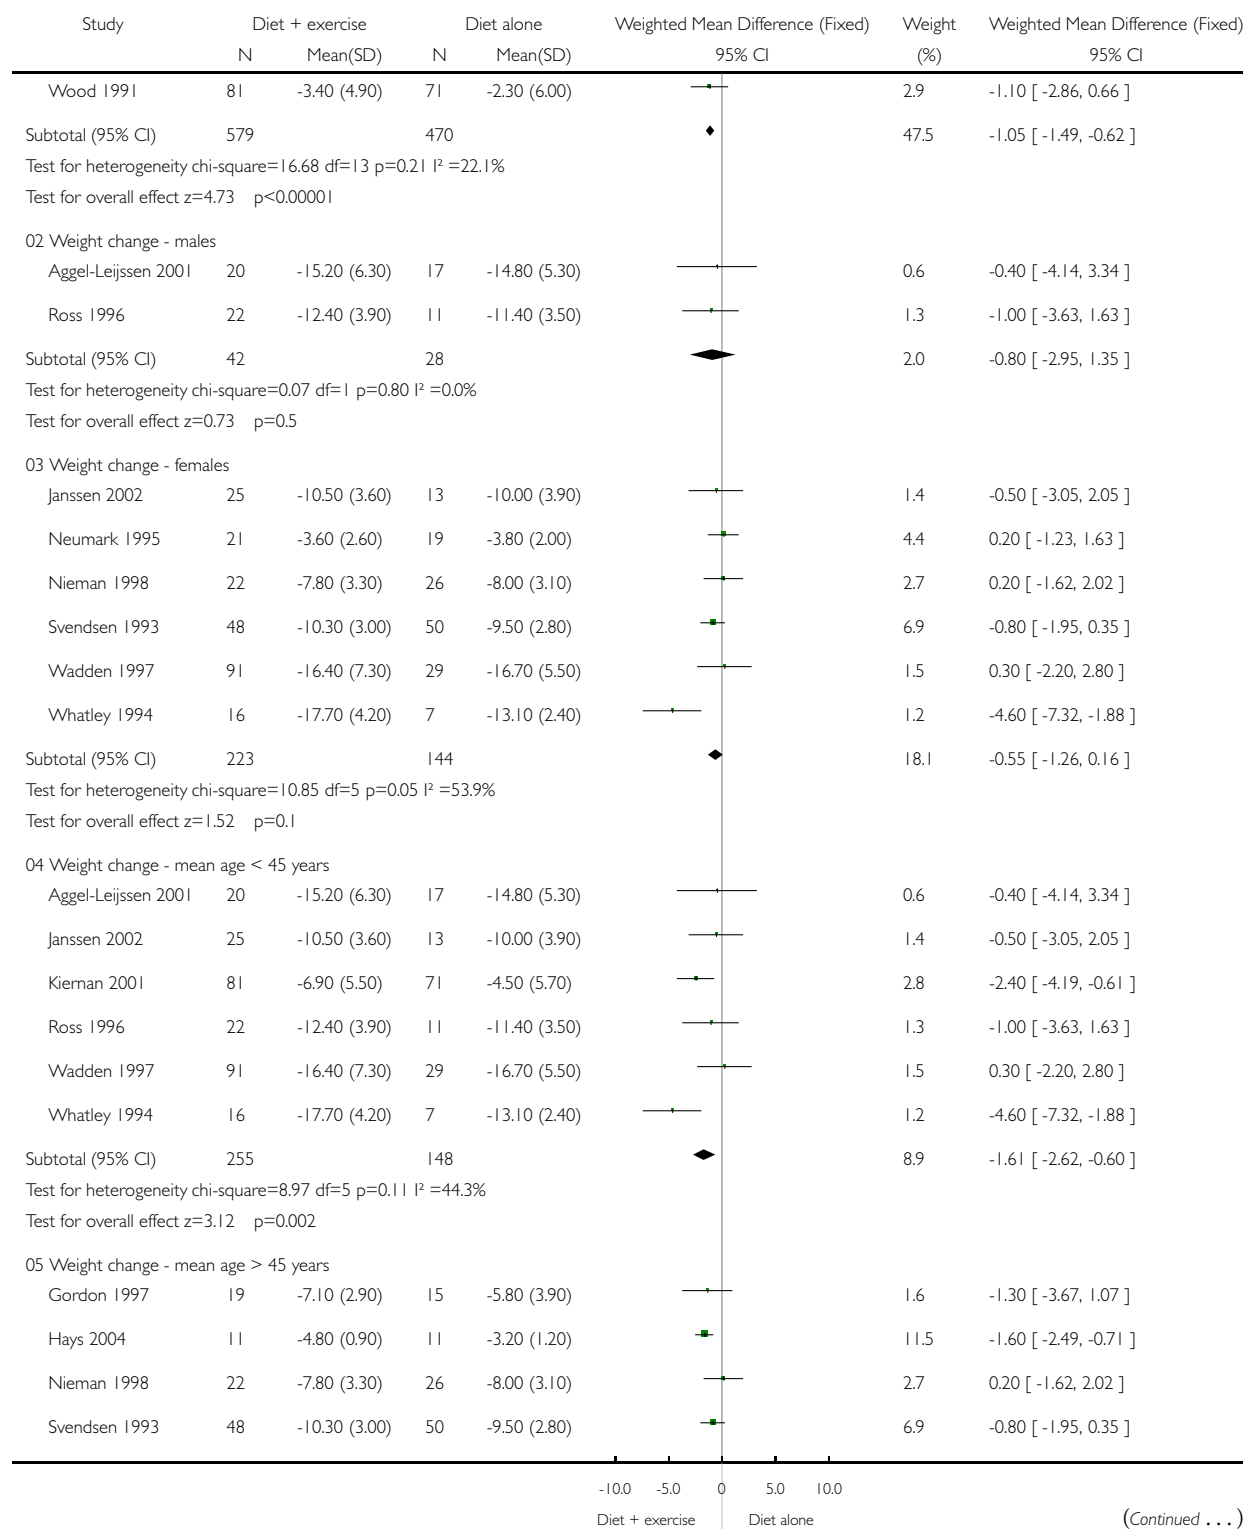 Study Diet + exercise Diet alone Weighted Mean Difference (Fixed) Weight Weighted Mean Difference (Fixed)
N Mean(SD) N Mean(SD) 95% CI (%) 95% CI
Wood 1991 81 -3.40 (4.90) 71 -2.30 (6.00) 2.9 -1.10 [ -2.86, 0.66 ]
Subtotal (95% CI) 579 470 47.5 -1.05 [ -1.49, -0.62 ]
Test for heterogeneity chi-square=16.68 df=13 p=0.21 I² =22.1%
Test for overall effect z=4.73 p<0.00001
02 Weight change - males
Aggel-Leijssen 2001 20 -15.20 (6.30) 17 -14.80 (5.30) 0.6 -0.40 [ -4.14, 3.34 ]
Ross 1996 22 -12.40 (3.90) 11 -11.40 (3.50) 1.3 -1.00 [ -3.63, 1.63 ]
Subtotal (95% CI) 42 28 2.0 -0.80 [ -2.95, 1.35 ]
Test for heterogeneity chi-square=0.07 df=1 p=0.80 I² =0.0%
Test for overall effect z=0.73 p=0.5
03 Weight change - females
Janssen 2002 25 -10.50 (3.60) 13 -10.00 (3.90) 1.4 -0.50 [ -3.05, 2.05 ]
Neumark 1995 21 -3.60 (2.60) 19 -3.80 (2.00) 4.4 0.20 [ -1.23, 1.63 ]
Nieman 1998 22 -7.80 (3.30) 26 -8.00 (3.10) 2.7 0.20 [ -1.62, 2.02 ]
Svendsen 1993 48 -10.30 (3.00) 50 -9.50 (2.80) 6.9 -0.80 [ -1.95, 0.35 ]
Wadden 1997 91 -16.40 (7.30) 29 -16.70 (5.50) 1.5 0.30 [ -2.20, 2.80 ]
Whatley 1994 16 -17.70 (4.20) 7 -13.10 (2.40) 1.2 -4.60 [ -7.32, -1.88 ]
Subtotal (95% CI) 223 144 18.1 -0.55 [ -1.26, 0.16 ]
Test for heterogeneity chi-square=10.85 df=5 p=0.05 I² =53.9%
Test for overall effect z=1.52 p=0.1
04 Weight change - mean age < 45 years
Aggel-Leijssen 2001 20 -15.20 (6.30) 17 -14.80 (5.30) 0.6 -0.40 [ -4.14, 3.34 ]
Janssen 2002 25 -10.50 (3.60) 13 -10.00 (3.90) 1.4 -0.50 [ -3.05, 2.05 ]
Kiernan 2001 81 -6.90 (5.50) 71 -4.50 (5.70) 2.8 -2.40 [ -4.19, -0.61 ]
Ross 1996 22 -12.40 (3.90) 11 -11.40 (3.50) 1.3 -1.00 [ -3.63, 1.63 ]
Wadden 1997 91 -16.40 (7.30) 29 -16.70 (5.50) 1.5 0.30 [ -2.20, 2.80 ]
Whatley 1994 16 -17.70 (4.20) 7 -13.10 (2.40) 1.2 -4.60 [ -7.32, -1.88 ]
Subtotal (95% CI) 255 148 8.9 -1.61 [ -2.62, -0.60 ]
Test for heterogeneity chi-square=8.97 df=5 p=0.11 I² =44.3%
Test for overall effect z=3.12 p=0.002
05 Weight change - mean age > 45 years
Gordon 1997 19 -7.10 (2.90) 15 -5.80 (3.90) 1.6 -1.30 [ -3.67, 1.07 ]
Hays 2004 11 -4.80 (0.90) 11 -3.20 (1.20) 11.5 -1.60 [ -2.49, -0.71 ]
Nieman 1998 22 -7.80 (3.30) 26 -8.00 (3.10) 2.7 0.20 [ -1.62, 2.02 ]
Svendsen 1993 48 -10.30 (3.00) 50 -9.50 (2.80) 6.9 -0.80 [ -1.95, 0.35 ]
-10.0 -5.0 0 5.0 10.0
Diet + exercise Diet alone (Continued . . . )